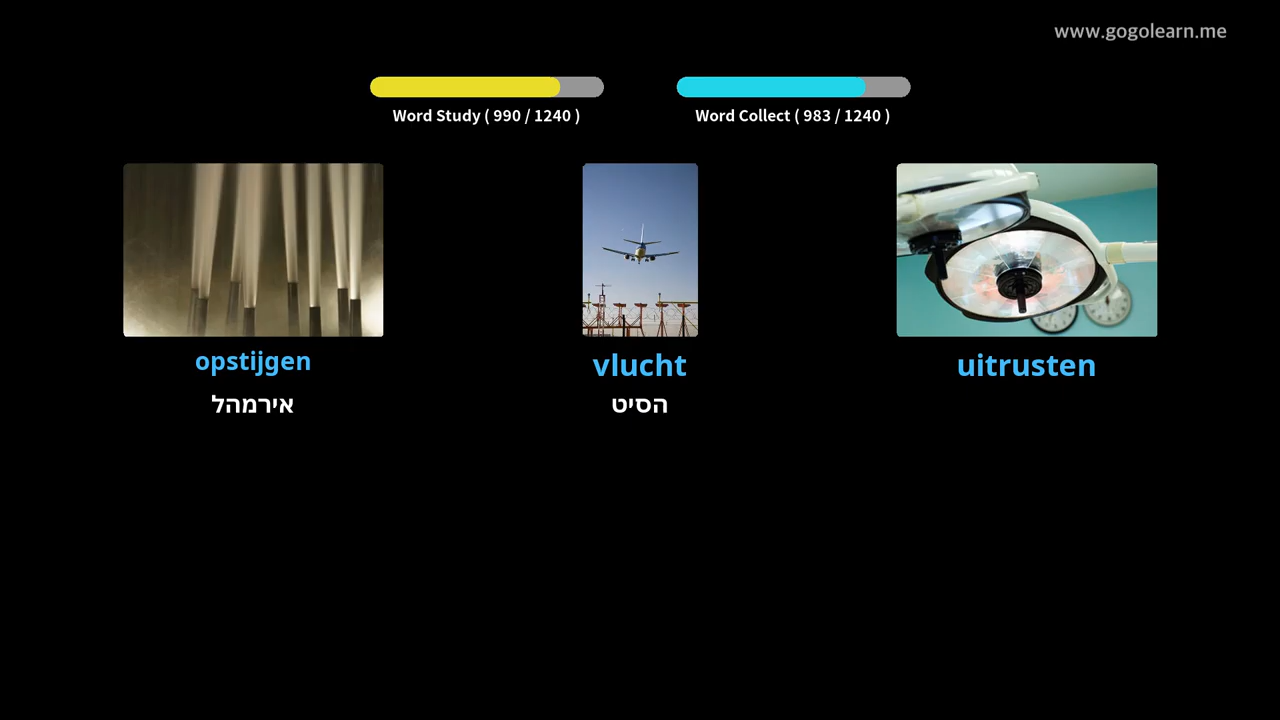 www.gogolearn.me
Word Study ( 990 / 1240 )
Word Collect ( 983 / 1240 )
opstijgen
אירמהל
vlucht
הסיט
uitrusten